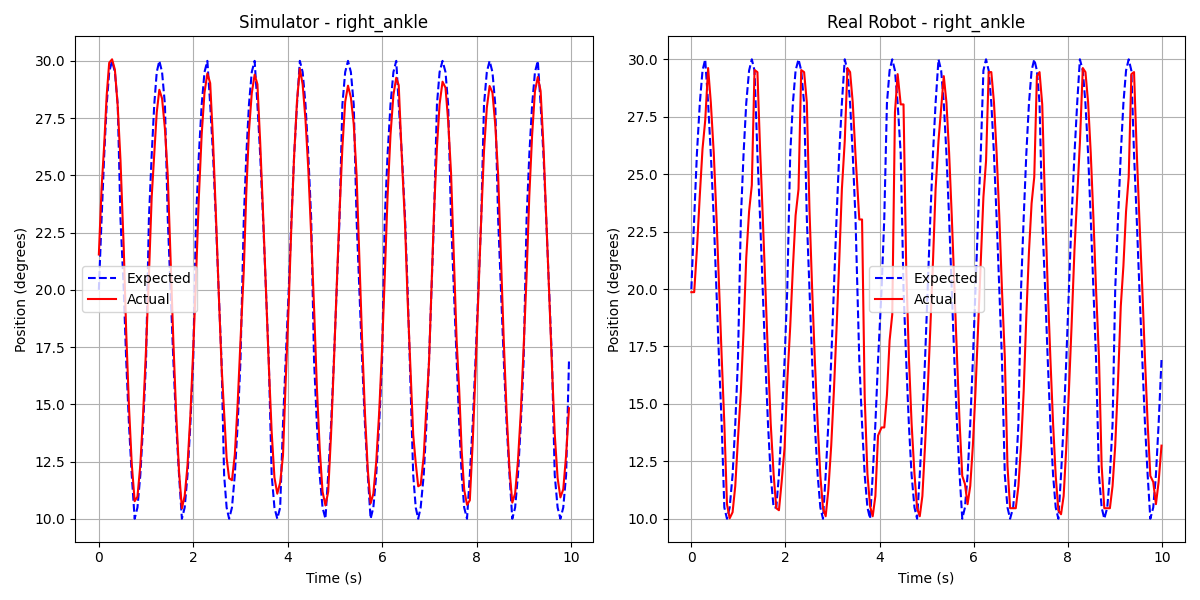 Simulator - right_ankle
Position (degrees)
30.0
27.5
25.0
22.5
20.0
17.5
15.0
12.5
10.0
Expected
Actual
0 2 4 6 8 10
Time (s)
Real Robot - right_ankle
Position (degrees)
30.0
27.5
25.0
22.5
20.0
17.5
15.0
12.5
10.0
Expected
Actual
0 2 4 6 8 10
Time (s)